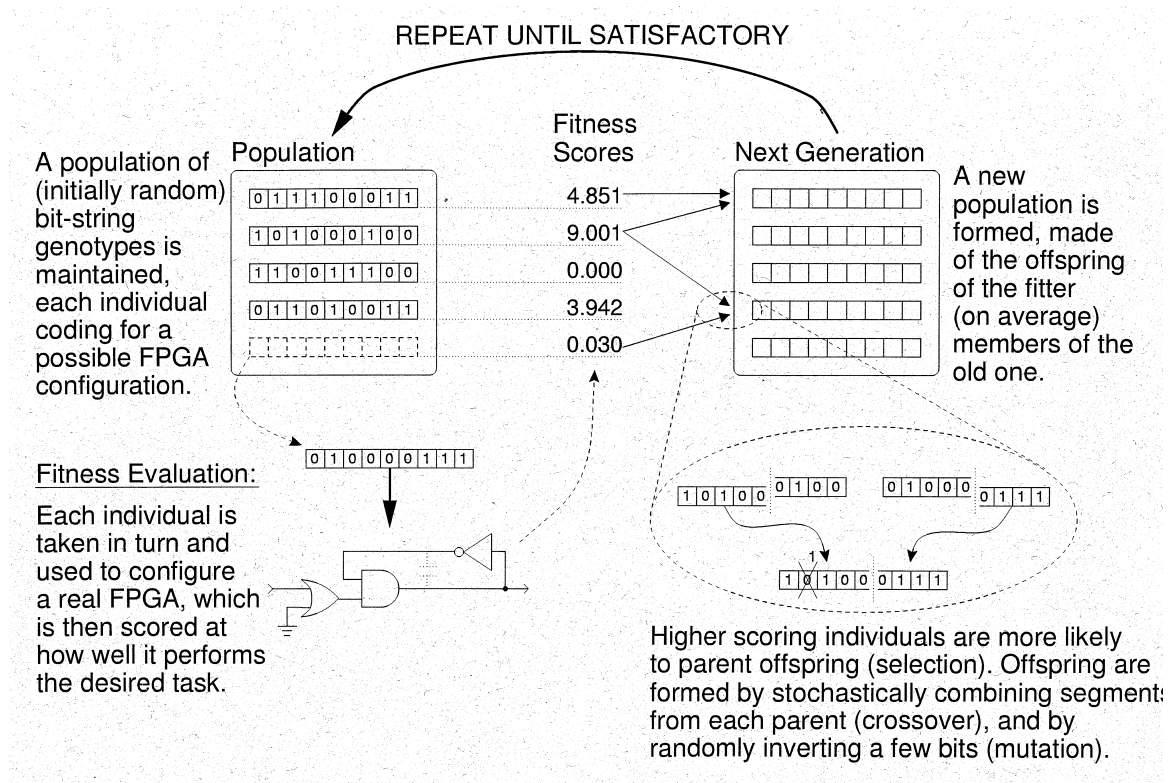 REPEAT UNTIL SATISFACTORY
A population of
(initially random)
bit-string
genotypes is
maintained,
each individual
coding for a
possible FPGA
configuration.
Population
0 1 1 1 0 0 0 1 1
1 0 1 0 0 0 1 0 0
1 1 0 0 1 1 1 0 0
0 1 1 0 1 0 0 1 1
Fitness
Scores
4.851
9.001
0.000
3.942
0.030
Next Generation
A new
population is
formed, made
of the offspring
of the fitter
(on average)
members of the
old one.
0 1 0 0 0 0 1 1 1
Fitness Evaluation:
Each individual is
taken in turn and
used to configure
a real FPGA, which
is then scored at
how well it performs
the desired task.
1 0 1 0 0
0 1 0 0
0 1 0 0 0
0 1 1 1
1
1 0 1 0 0 0 1 1 1
Higher scoring individuals are more likely
to parent offspring (selection). Offspring are
formed by stochastically combining segments
from each parent (crossover), and by
randomly inverting a few bits (mutation).